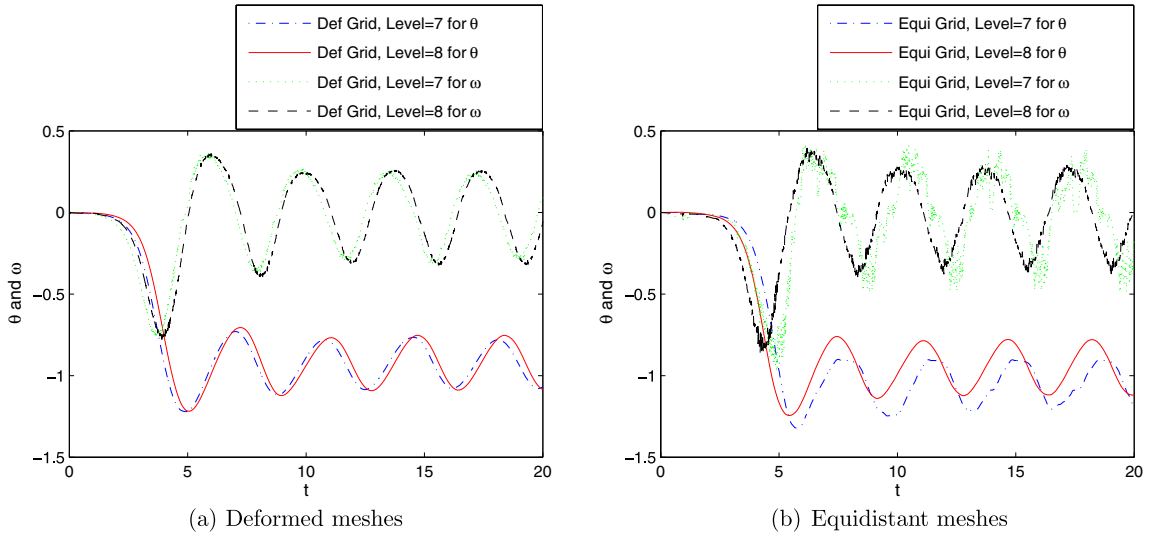 Def Grid, Level=7 for θ
Def Grid, Level=8 for θ
Def Grid, Level=7 for ω
Def Grid, Level=8 for ω
0.5
0
−0.5
−1
−1.5
θ and ω
0 5 10 15 20
t
(a) Deformed meshes
Equi Grid, Level=7 for θ
Equi Grid, Level=8 for θ
Equi Grid, Level=7 for ω
Equi Grid, Level=8 for ω
0.5
0
−0.5
−1
−1.5
θ and ω
0 5 10 15 20
t
(b) Equidistant meshes